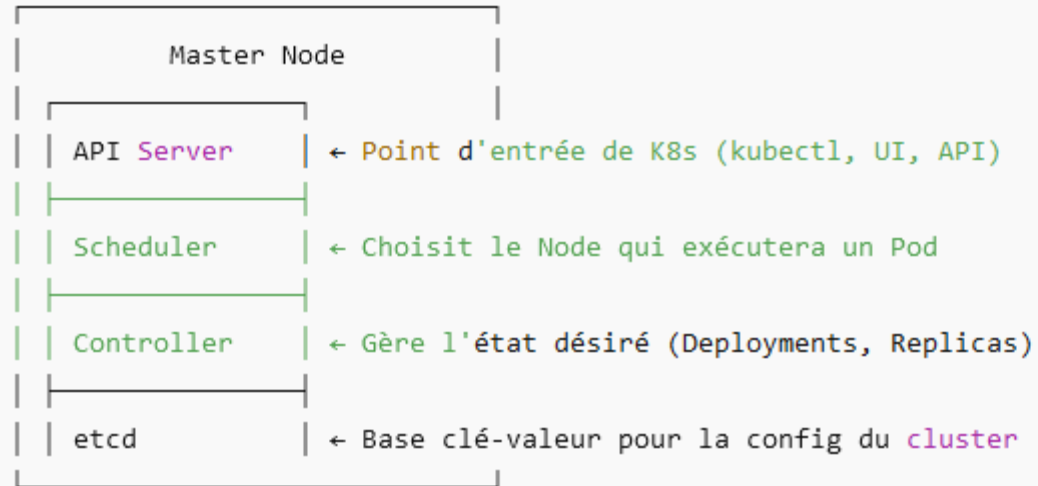 Master Node
API Server ← Point d'entrée de K8s (kubectl, UI, API)
Scheduler ← Choisit le Node qui exécutera un Pod
Controller ← Gère l'état désiré (Deployments, Replicas)
etcd ← Base clé-valeur pour la config du cluster